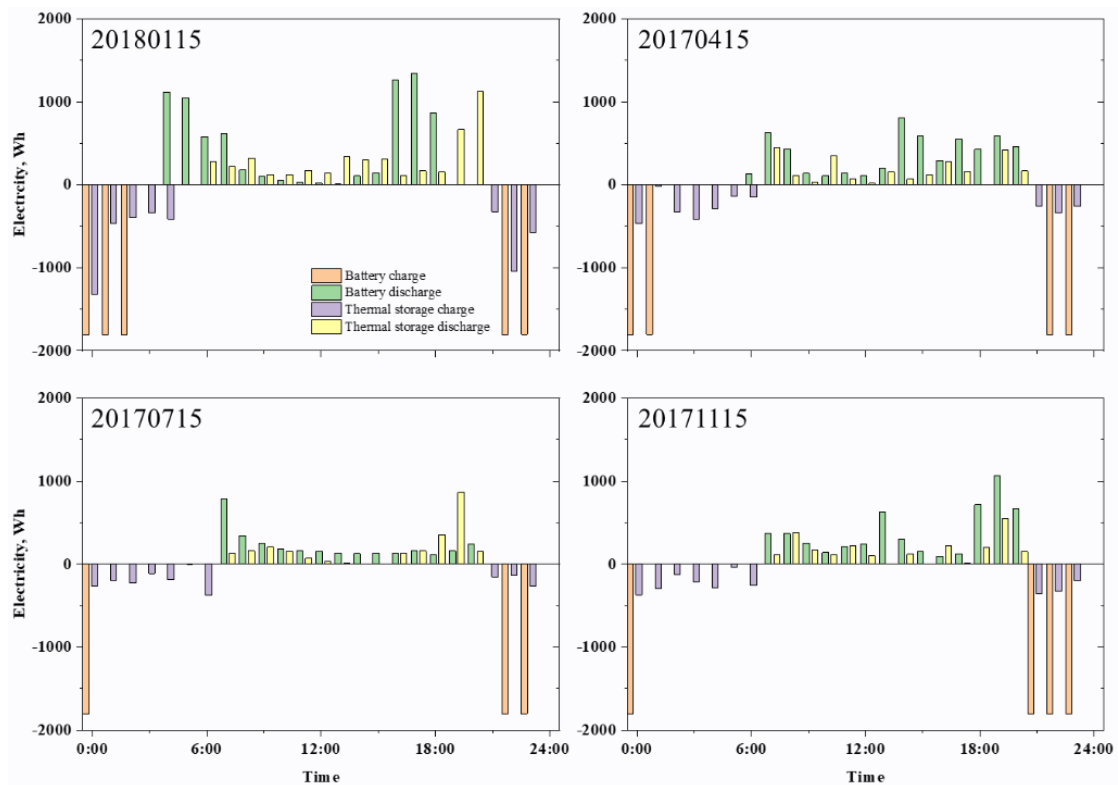 20180115
2000
1000
0
-1000
-2000
Electrcity, Wh
Battery charge
Battery discharge
Thermal storage charge
Thermal storage discharge
20170415
2000
1000
0
-1000
-2000
20170715
2000
1000
0
-1000
-2000
Electricity, Wh
0:00 6:00 12:00 18:00 24:00
Time
20171115
2000
1000
0
-1000
-2000
0:00 6:00 12:00 18:00 24:00
Time